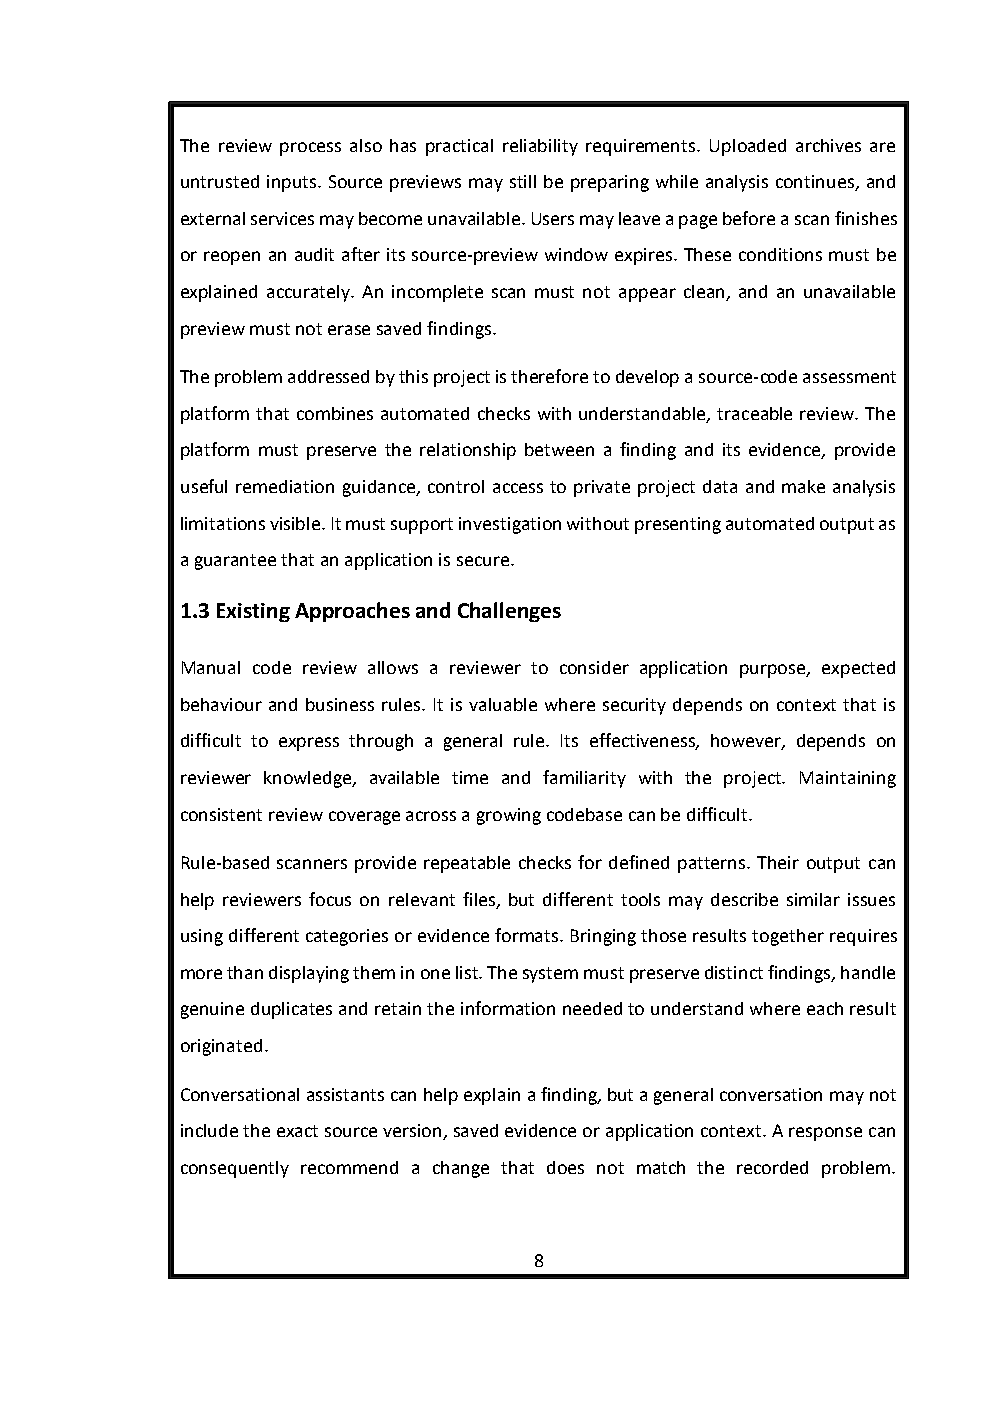 The review process also has practical reliability requirements. Uploaded archives are
untrusted inputs. Source previews may still be preparing while analysis continues, and
external services may become unavailable. Users may leave a page before a scan finishes
or reopen an audit after its source-preview window expires. These conditions must be
explained accurately. An incomplete scan must not appear clean, and an unavailable
preview must not erase saved findings.
The problem addressed by this project is therefore to develop a source-code assessment
platform that combines automated checks with understandable, traceable review. The
platform must preserve the relationship between a finding and its evidence, provide
useful remediation guidance, control access to private project data and make analysis
limitations visible. It must support investigation without presenting automated output as
a guarantee that an application is secure.
1.3 Existing Approaches and Challenges
Manual code review allows a reviewer to consider application purpose, expected
behaviour and business rules. It is valuable where security depends on context that is
difficult to express through a general rule. Its effectiveness, however, depends on
reviewer knowledge, available time and familiarity with the project. Maintaining
consistent review coverage across a growing codebase can be difficult.
Rule-based scanners provide repeatable checks for defined patterns. Their output can
help reviewers focus on relevant files, but different tools may describe similar issues
using different categories or evidence formats. Bringing those results together requires
more than displaying them in one list. The system must preserve distinct findings, handle
genuine duplicates and retain the information needed to understand where each result
originated.
Conversational assistants can help explain a finding, but a general conversation may not
include the exact source version, saved evidence or application context. A response can
consequently recommend a change that does not match the recorded problem.
8